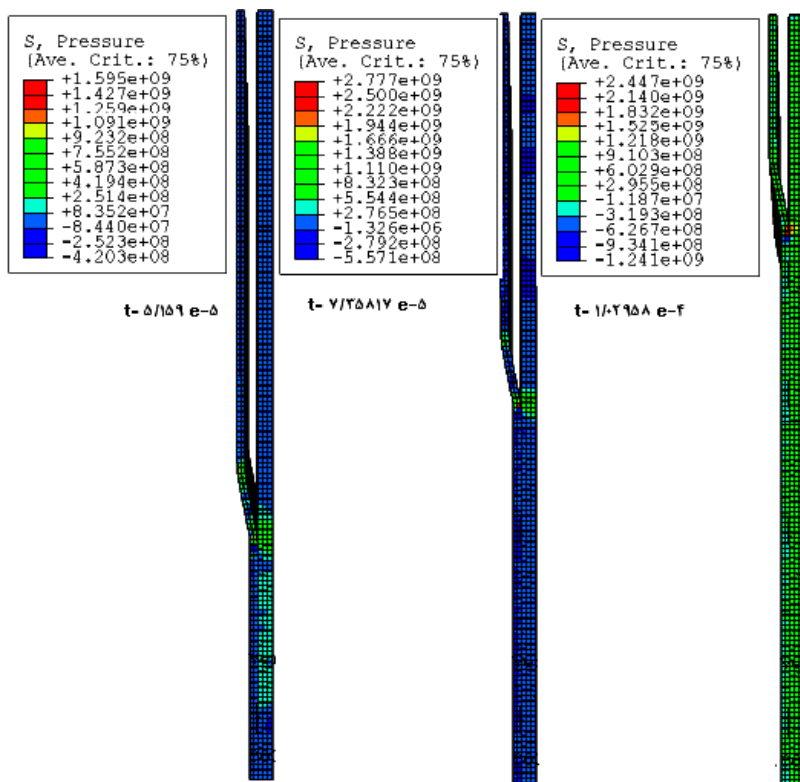 S, Pressure
(Ave. Crit.: 75%)
+1.595e+09
+1.427e+09
+1.259e+09
+1.091e+09
+9.232e+08
+7.552e+08
+5.873e+08
+4.194e+08
+2.514e+08
+8.352e+07
-8.440e+07
-2.523e+08
-4.203e+08
t- ۵/۱۵۹ e-۵
S, Pressure
(Ave. Crit.: 75%)
+2.777e+09
+2.500e+09
+2.222e+09
+1.944e+09
+1.666e+09
+1.388e+09
+1.110e+09
+8.323e+08
+5.544e+08
+2.765e+08
-1.326e+06
-2.792e+08
-5.571e+08
t- ۷/۲۵۸۱۷ e-۵
S, Pressure
(Ave. Crit.: 75%)
+2.447e+09
+2.140e+09
+1.832e+09
+1.525e+09
+1.218e+09
+9.103e+08
+6.029e+08
+2.955e+08
-1.187e+07
-3.193e+08
-6.267e+08
-9.341e+08
-1.241e+09
t- ۱/۰۲۹۵۸ e-۴